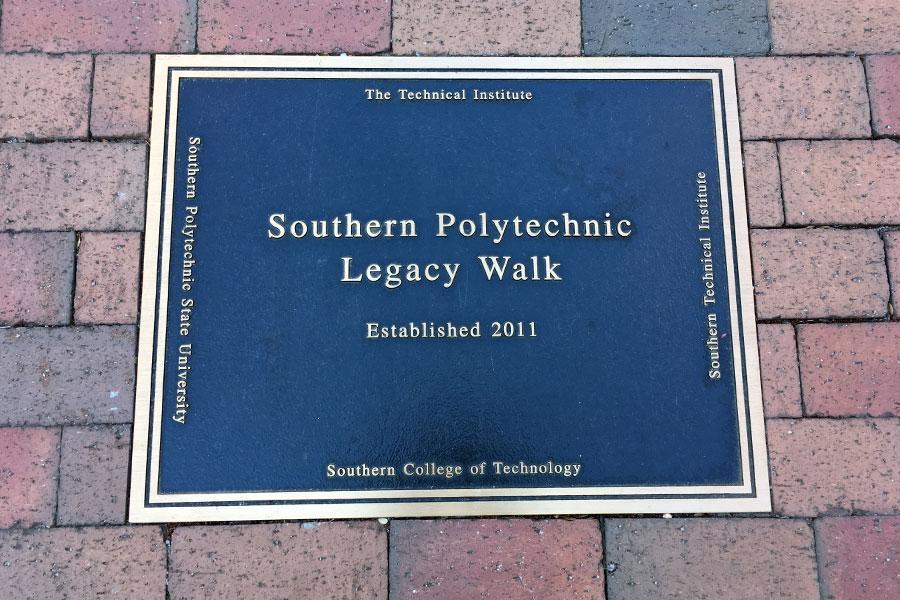 The Technical Institute
Southern Polytechnic State University
Southern Polytechnic
Legacy Walk
Established 2011
Southern Technical Institute
Southern College of Technology